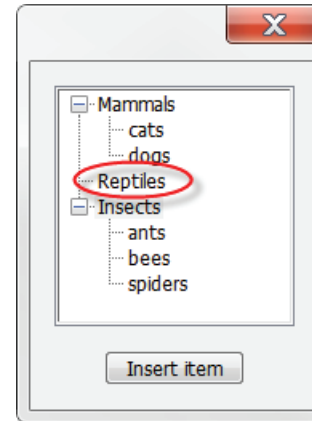 Mammals
cats
dogs
Reptiles
Insects
ants
bees
spiders
Insert item